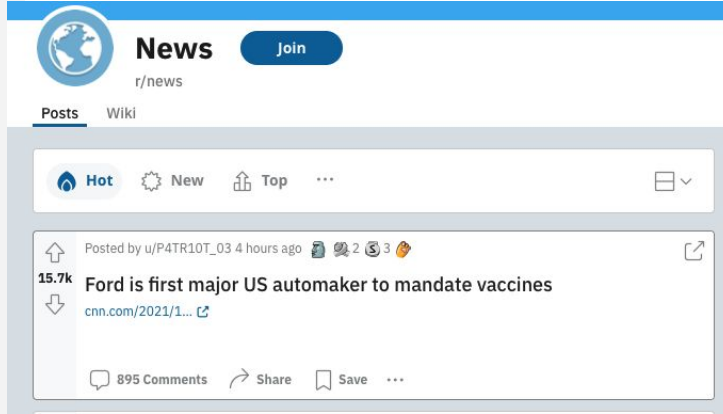 News
Join
r/news
Posts Wiki
Hot New Top ...
Posted by u/P4TR10T_03 4 hours ago 2 3
15.7k
Ford is first major US automaker to mandate vaccines
cnn.com/2021/1...
895 Comments Share Save ...